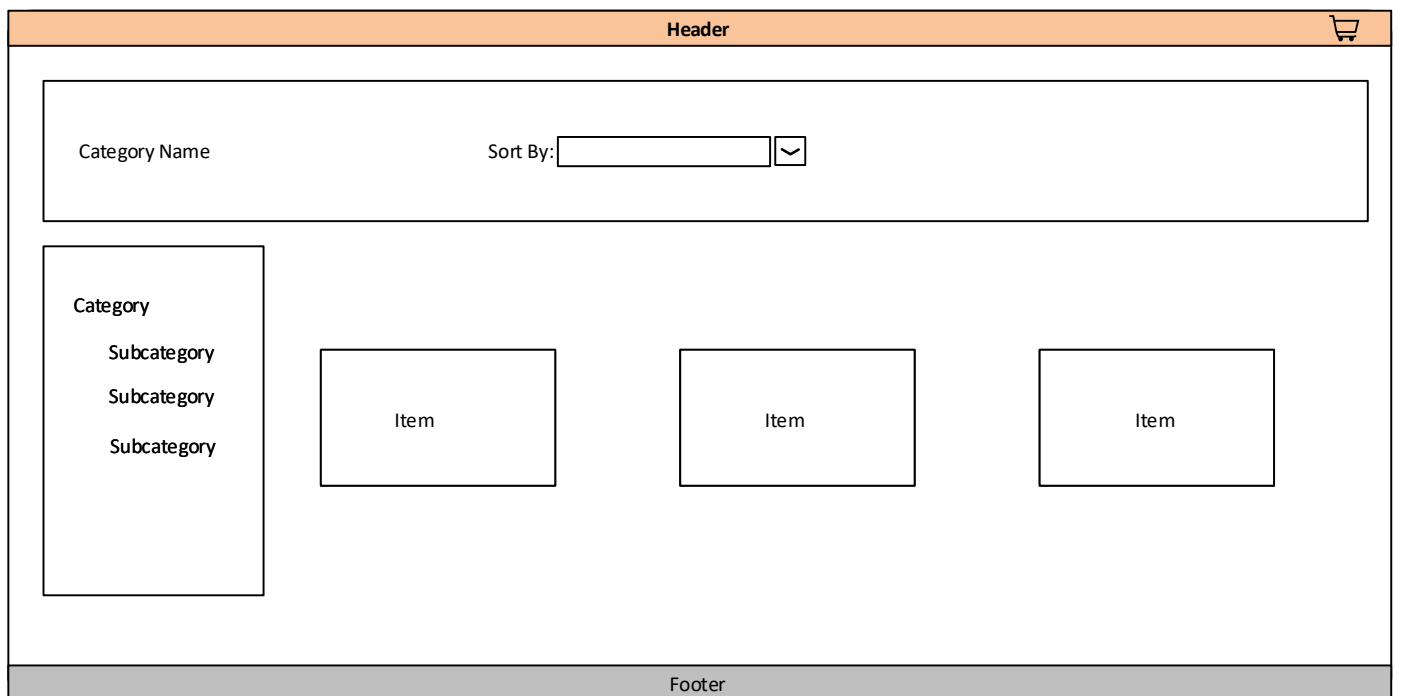 Header
Category Name
Sort By:
Category
Subcategory
Subcategory
Subcategory
Item
Item
Item
Footer